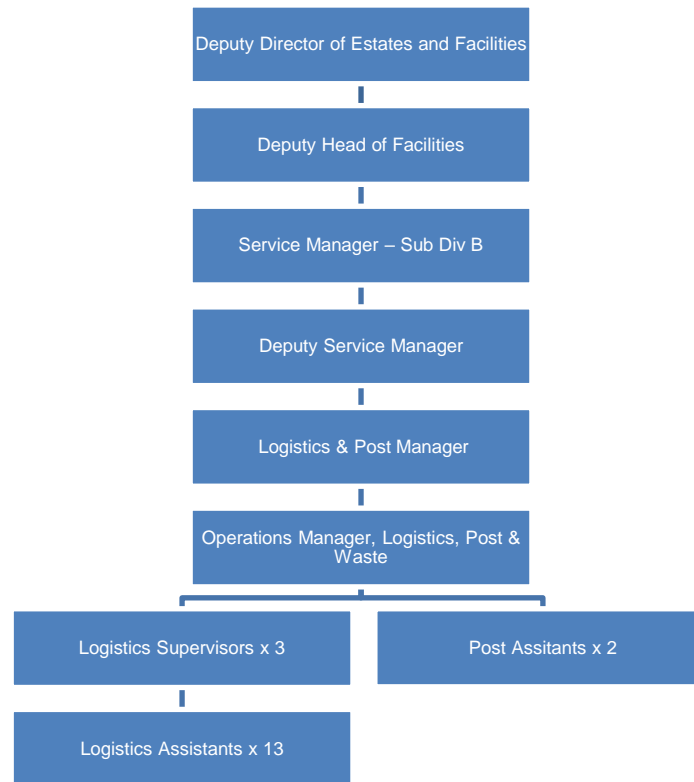 Deputy Director of Estates and Facilities
Deputy Head of Facilities
Service Manager – Sub Div B
Deputy Service Manager
Logistics & Post Manager
Operations Manager, Logistics, Post &
Waste
Logistics Supervisors x 3
Post Assitants x 2
Logistics Assistants x 13